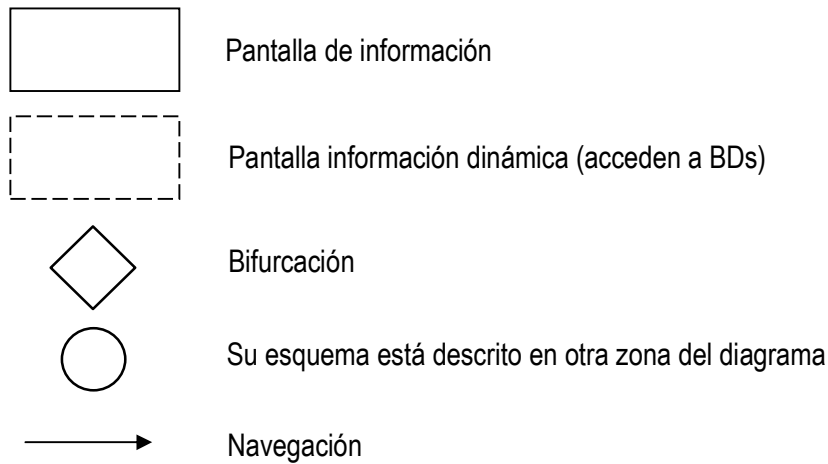 Pantalla de información
Pantalla información dinámica (acceden a BDs)
Bifurcación
Su esquema está descrito en otra zona del diagrama
Navegación